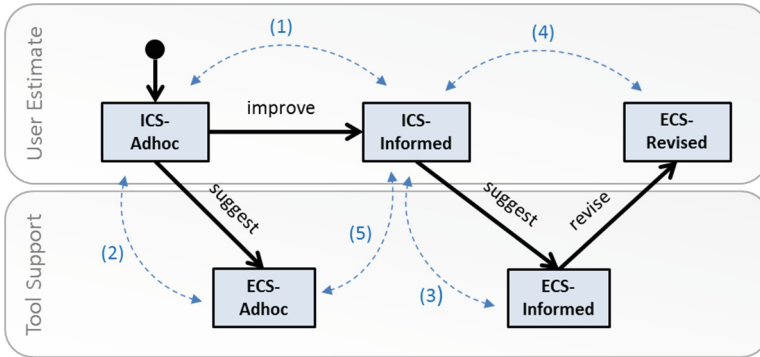 User Estimate
(1)
(4)
ICS-
Adhoc
improve
ICS-
Informed
ECS-
Revised
suggest
suggest
revise
Tool Support
(2)
(5)
(3)
ECS-
Adhoc
ECS-
Informed